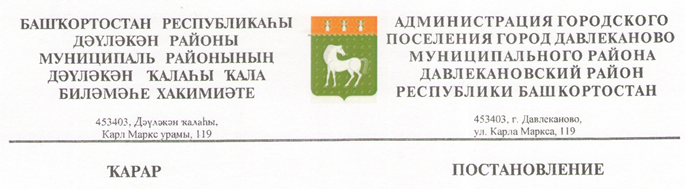 БАШҠОРТОСТАН РЕСПУБЛИКАҺЫ
ДӘҮЛӘКӘН РАЙОНЫ
МУНИЦИПАЛЬ РАЙОНЫНЫҢ
ДӘҮЛӘКӘН ҠАЛАҺЫ ҠАЛА
БИЛӘМӘҺЕ ХАКИМИӘТЕ
453403, Дәүләкән ҡалаһы,
Карл Маркс урамы, 119
АДМИНИСТРАЦИЯ ГОРОДСКОГО
ПОСЕЛЕНИЯ ГОРОД ДАВЛЕКАНОВО
МУНИЦИПАЛЬНОГО РАЙОНА
ДАВЛЕКАНОВСКИЙ РАЙОН
РЕСПУБЛИКИ БАШКОРТОСТАН
453403, г. Давлеканово,
ул. Карла Маркса, 119
ҠАРАР
ПОСТАНОВЛЕНИЕ